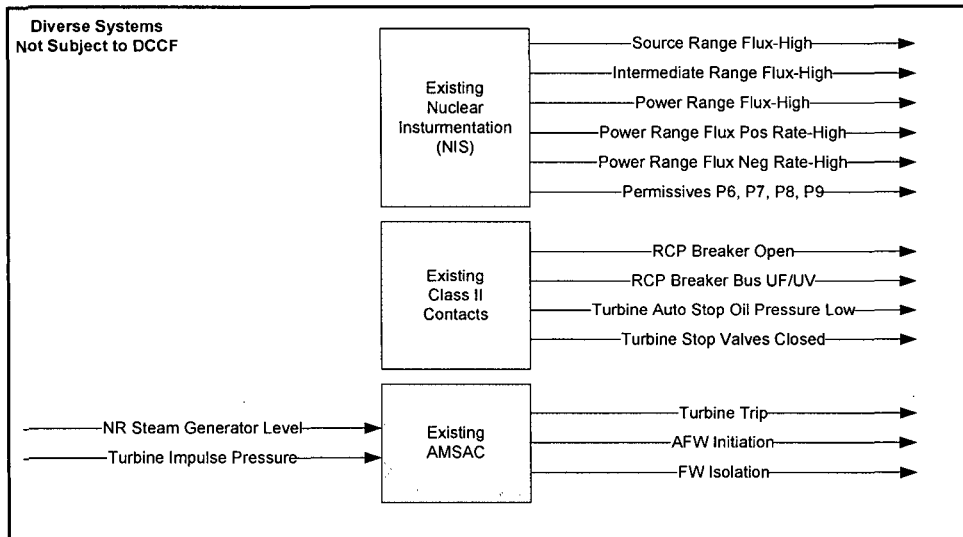 Diverse Systems
Not Subject to DCCF
Existing
Nuclear
Insturmentation
(NIS)
Source Range Flux-High
Intermediate Range Flux-High
Power Range Flux-High
Power Range Flux Pos Rate-High
Power Range Flux Neg Rate-High
Permissives P6, P7, P8, P9
Existing
Class II
Contacts
RCP Breaker Open
RCP Breaker Bus UF/UV
Turbine Auto Stop Oil Pressure Low
Turbine Stop Valves Closed
NR Steam Generator Level
Turbine Impulse Pressure
Existing
AMSAC
Turbine Trip
AFW Initiation
FW Isolation